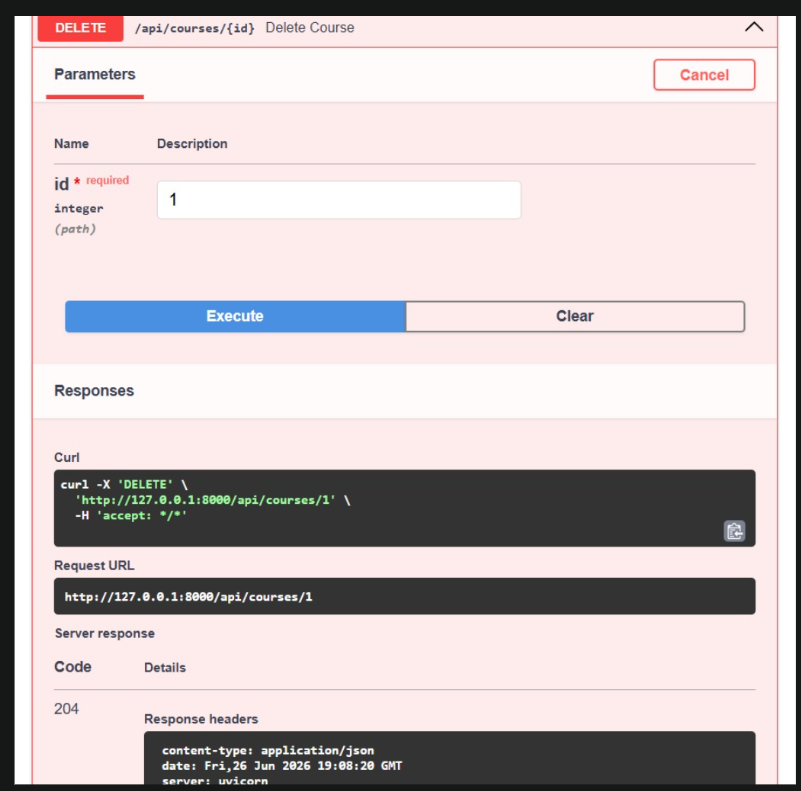 DELETE /api/courses/{id} Delete Course
Parameters
Cancel
Name Description
id * required
integer
(path)
1
Execute Clear
Responses
Curl
curl -X 'DELETE' \
'http://127.0.0.1:8000/api/courses/1' \
-H 'accept: */*'
Request URL
http://127.0.0.1:8000/api/courses/1
Server response
Code Details
204
Response headers
content-type: application/json
date: Fri,26 Jun 2026 19:08:20 GMT
server: uvicorn